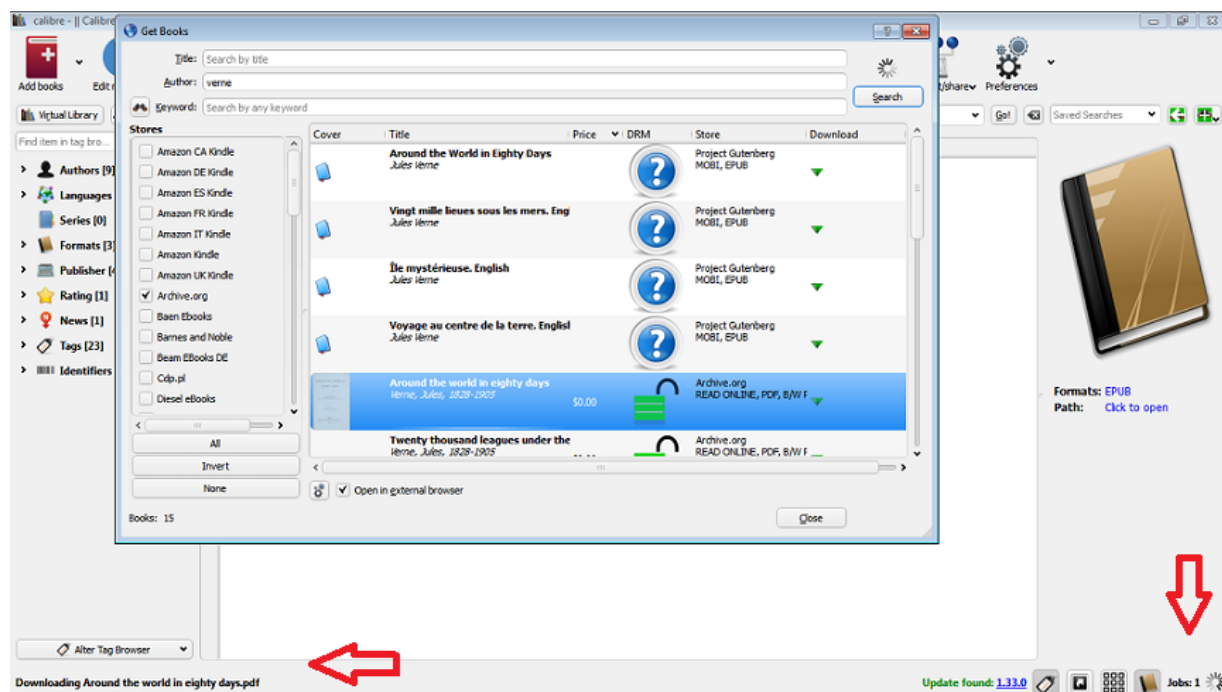 calibre - || Calibre
Get Books
Title: Search by title
Author: verne
Keyword: Search by any keyword
Search
Add books
Edit
t/share
Preferences
Virtual Library
Go!
Saved Searches
Find item in tag bro...
Authors [9]
Languages
Series [0]
Formats [3]
Publisher [4
Rating [1]
News [1]
Tags [23]
Identifiers
Stores
Amazon CA Kindle
Amazon DE Kindle
Amazon ES Kindle
Amazon FR Kindle
Amazon IT Kindle
Amazon Kindle
Amazon UK Kindle
Archive.org
Baen Ebooks
Barnes and Noble
Beam EBooks DE
Cdp.pl
Diesel eBooks
All
Invert
None
Books: 15
Cover Title Price DRM Store Download
Around the World in Eighty Days
Jules Verne
Project Gutenberg
MOBI, EPUB
Vingt mille lieues sous les mers. Engl
Jules Verne
Project Gutenberg
MOBI, EPUB
Île mystérieuse. English
Jules Verne
Project Gutenberg
MOBI, EPUB
Voyage au centre de la terre. Englisl
Jules Verne
Project Gutenberg
MOBI, EPUB
Around the world in eighty days
Verne, Jules, 1828-1905
$0.00
Archive.org
READ ONLINE, PDF, B/W F
Twenty thousand leagues under the
Verne, Jules, 1828-1905
Archive.org
READ ONLINE, PDF, B/W F
Open in external browser
Close
Formats: EPUB
Path: Click to open
Alter Tag Browser
Downloading Around the world in eighty days.pdf
Update found: 1.33.0
Jobs: 1